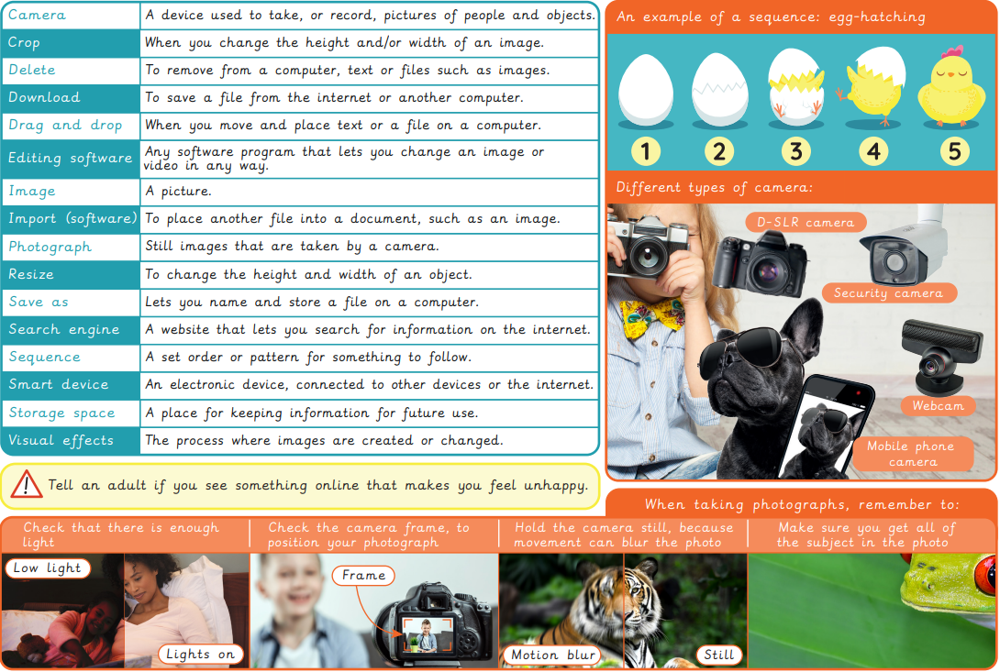 Camera
A device used to take, or record, pictures of people and objects.
Crop
When you change the height and/or width of an image.
Delete
To remove from a computer, text or files such as images.
Download
To save a file from the internet or another computer.
Drag and drop
When you move and place text or a file on a computer.
Editing software
Any software program that lets you change an image or
video in any way.
Image
A picture.
Import (software)
To place another file into a document, such as an image.
Photograph
Still images that are taken by a camera.
Resize
To change the height and width of an object.
Save as
Lets you name and store a file on a computer.
Search engine
A website that lets you search for information on the internet.
Sequence
A set order or pattern for something to follow.
Smart device
An electronic device, connected to other devices or the internet.
Storage space
A place for keeping information for future use.
Visual effects
The process where images are created or changed.
Tell an adult if you see something online that makes you feel unhappy.
An example of a sequence: egg-hatching
1
2
3
4
5
Different types of camera:
D-SLR camera
Security camera
Webcam
Mobile phone
camera
When taking photographs, remember to:
Check that there is enough
light
Low light
Lights on
Check the camera frame, to
position your photograph
Frame
Hold the camera still, because
movement can blur the photo
Motion blur
Still
Make sure you get all of
the subject in the photo